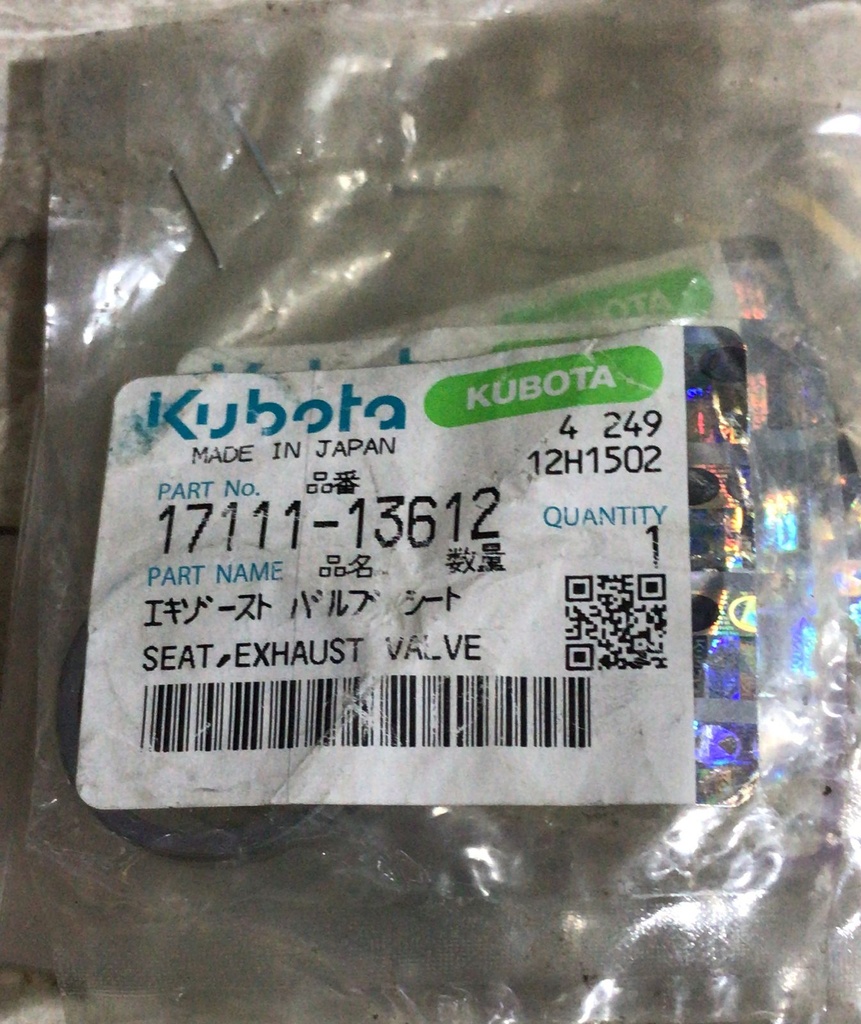 UBOTA
Kubota
KUBOTA
MADE IN JAPAN
4 249
12H1502
PART No. 品番
17111-13612
QUANTITY
1
PART NAME 品名 数量
エキゾースト バルブ シート
SEAT,EXHAUST VALVE